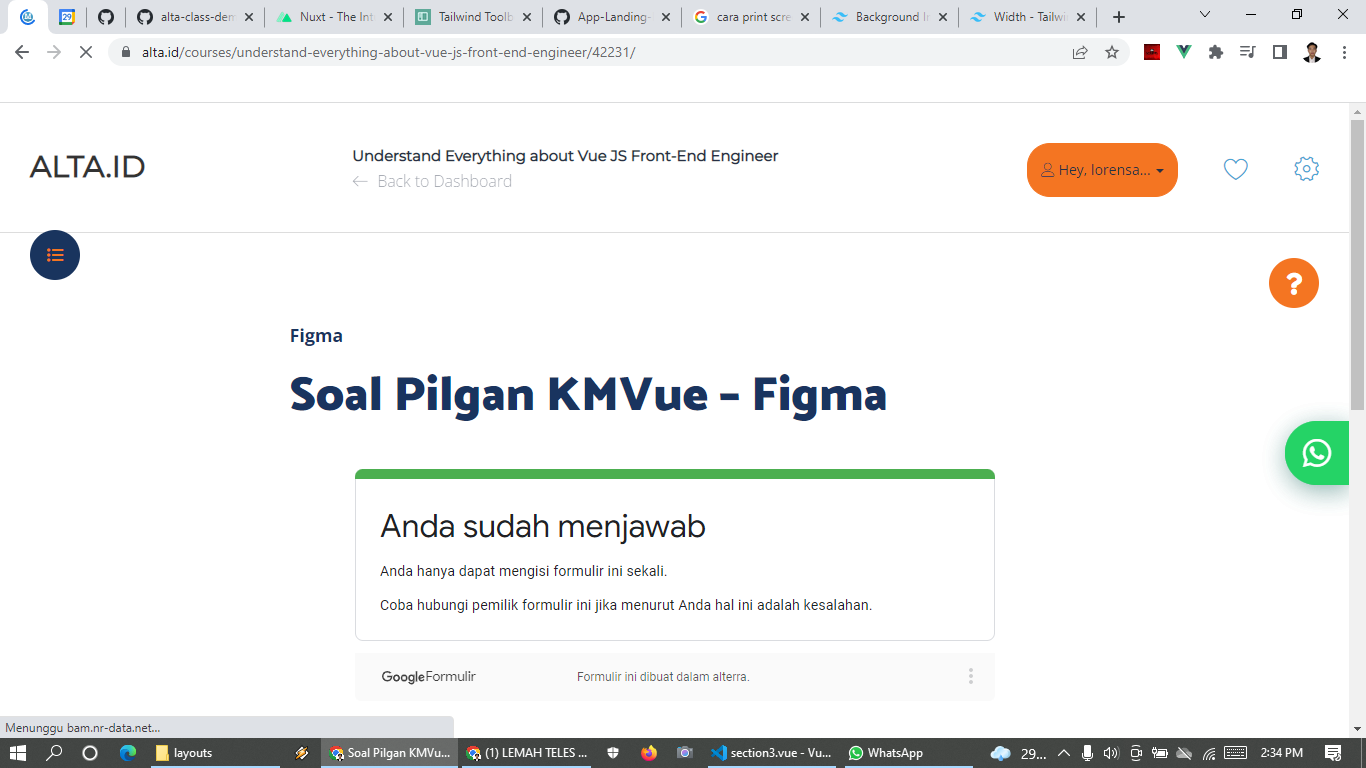 29
alta-class-den
Nuxt - The Int
Tailwind Toolb
App-Landing-
cara print scre
Background I
Width - Tailwi
alta.id/courses/understand-everything-about-vue-js-front-end-engineer/42231/
ALTA.ID
Understand Everything about Vue JS Front-End Engineer
← Back to Dashboard
Hey, lorensa...
?
Figma
Soal Pilgan KMVue – Figma
Anda sudah menjawab
Anda hanya dapat mengisi formulir ini sekali.
Coba hubungi pemilik formulir ini jika menurut Anda hal ini adalah kesalahan.
Google Formulir
Formulir ini dibuat dalam alterra.
Menunggu bam.nr-data.net...
layouts
Soal Pilgan KMVu...
(1) LEMAH TELES ...
section3.vue - Vu...
WhatsApp
29...
2:34 PM